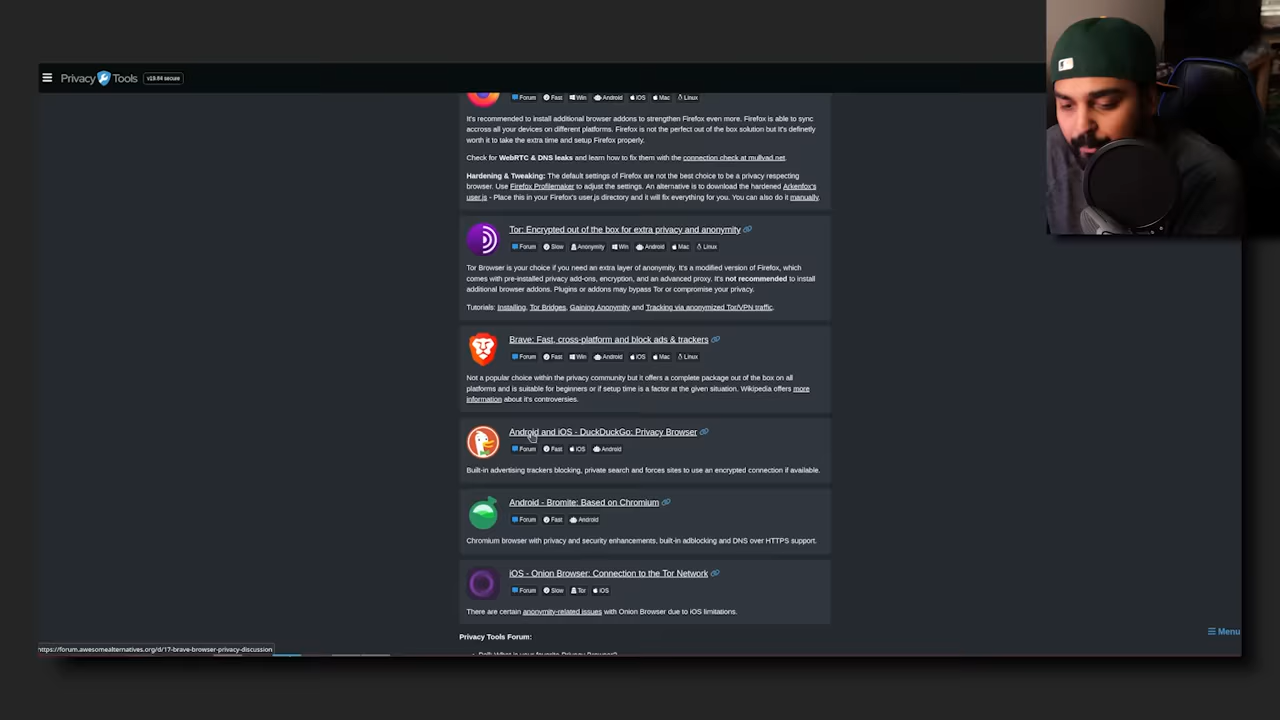 Privacy Tools v19.94 secure
Forum Fast Win Android iOS Mac Linux
It's recommended to install additional browser addons to strengthen Firefox even more. Firefox is able to sync
accross all your devices on different platforms. Firefox is not the perfect out of the box solution but it's definetly
worth it to take the extra time and setup Firefox properly.
Check for WebRTC & DNS leaks and learn how to fix them with the connection check at mullvad.net.
Hardening & Tweaking: The default settings of Firefox are not the best choice to be a privacy respecting
browser. Use Firefox Profilemaker to adjust the settings. An alternative is to download the hardened Arkenfox's
user.js - Place this in your Firefox's user.js directory and it will fix everything for you. You can also do it manually.
Tor: Encrypted out of the box for extra privacy and anonymity
Forum Slow Anonymity Win Android Mac Linux
Tor Browser is your choice if you need an extra layer of anonymity. It's a modified version of Firefox, which
comes with pre-installed privacy add-ons, encryption, and an advanced proxy. It's not recommended to install
additional browser addons. Plugins or addons may bypass Tor or compromise your privacy.
Tutorials: Installing, Tor Bridges, Gaining Anonymity and Tracking via anonymized Tor/VPN traffic.
Brave: Fast, cross-platform and block ads & trackers
Forum Fast Win Android iOS Mac Linux
Not a popular choice within the privacy community but it offers a complete package out of the box on all
platforms and is suitable for beginners or if setup time is a factor at the given situation. Wikipedia offers more
information about it's controversies.
Android and iOS - DuckDuckGo: Privacy Browser
Forum Fast iOS Android
Built-in advertising trackers blocking, private search and forces sites to use an encrypted connection if available.
Android - Bromite: Based on Chromium
Forum Fast Android
Chromium browser with privacy and security enhancements, built-in adblocking and DNS over HTTPS support.
iOS - Onion Browser: Connection to the Tor Network
Forum Slow Tor iOS
There are certain anonymity-related issues with Onion Browser due to iOS limitations.
Privacy Tools Forum:
Menu
https://forum.awesomealternatives.org/d/17-brave-browser-privacy-discussion